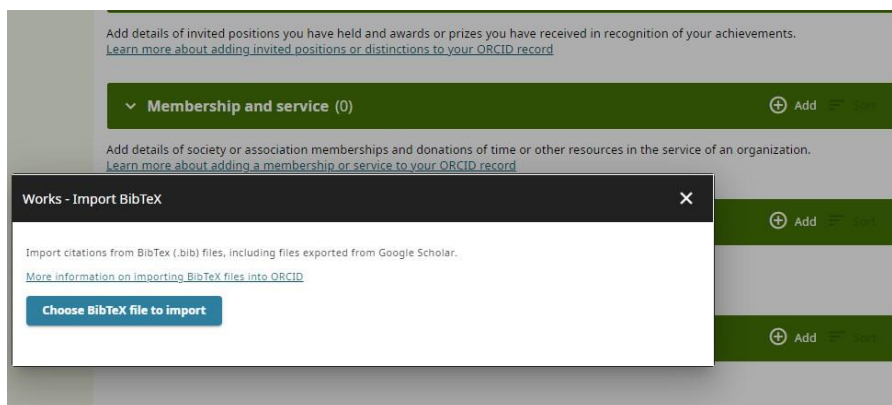 Add details of invited positions you have held and awards or prizes you have received in recognition of your achievements.
Learn more about adding invited positions or distinctions to your ORCID record
Membership and service (0)
Add Sort
Add details of society or association memberships and donations of time or other resources in the service of an organization.
Learn more about adding a membership or service to your ORCID record
Works - Import BibTeX
Add Sort
Import citations from BibTex (.bib) files, including files exported from Google Scholar.
More information on importing BibTeX files into ORCID
Choose BibTeX file to import
Add Sort